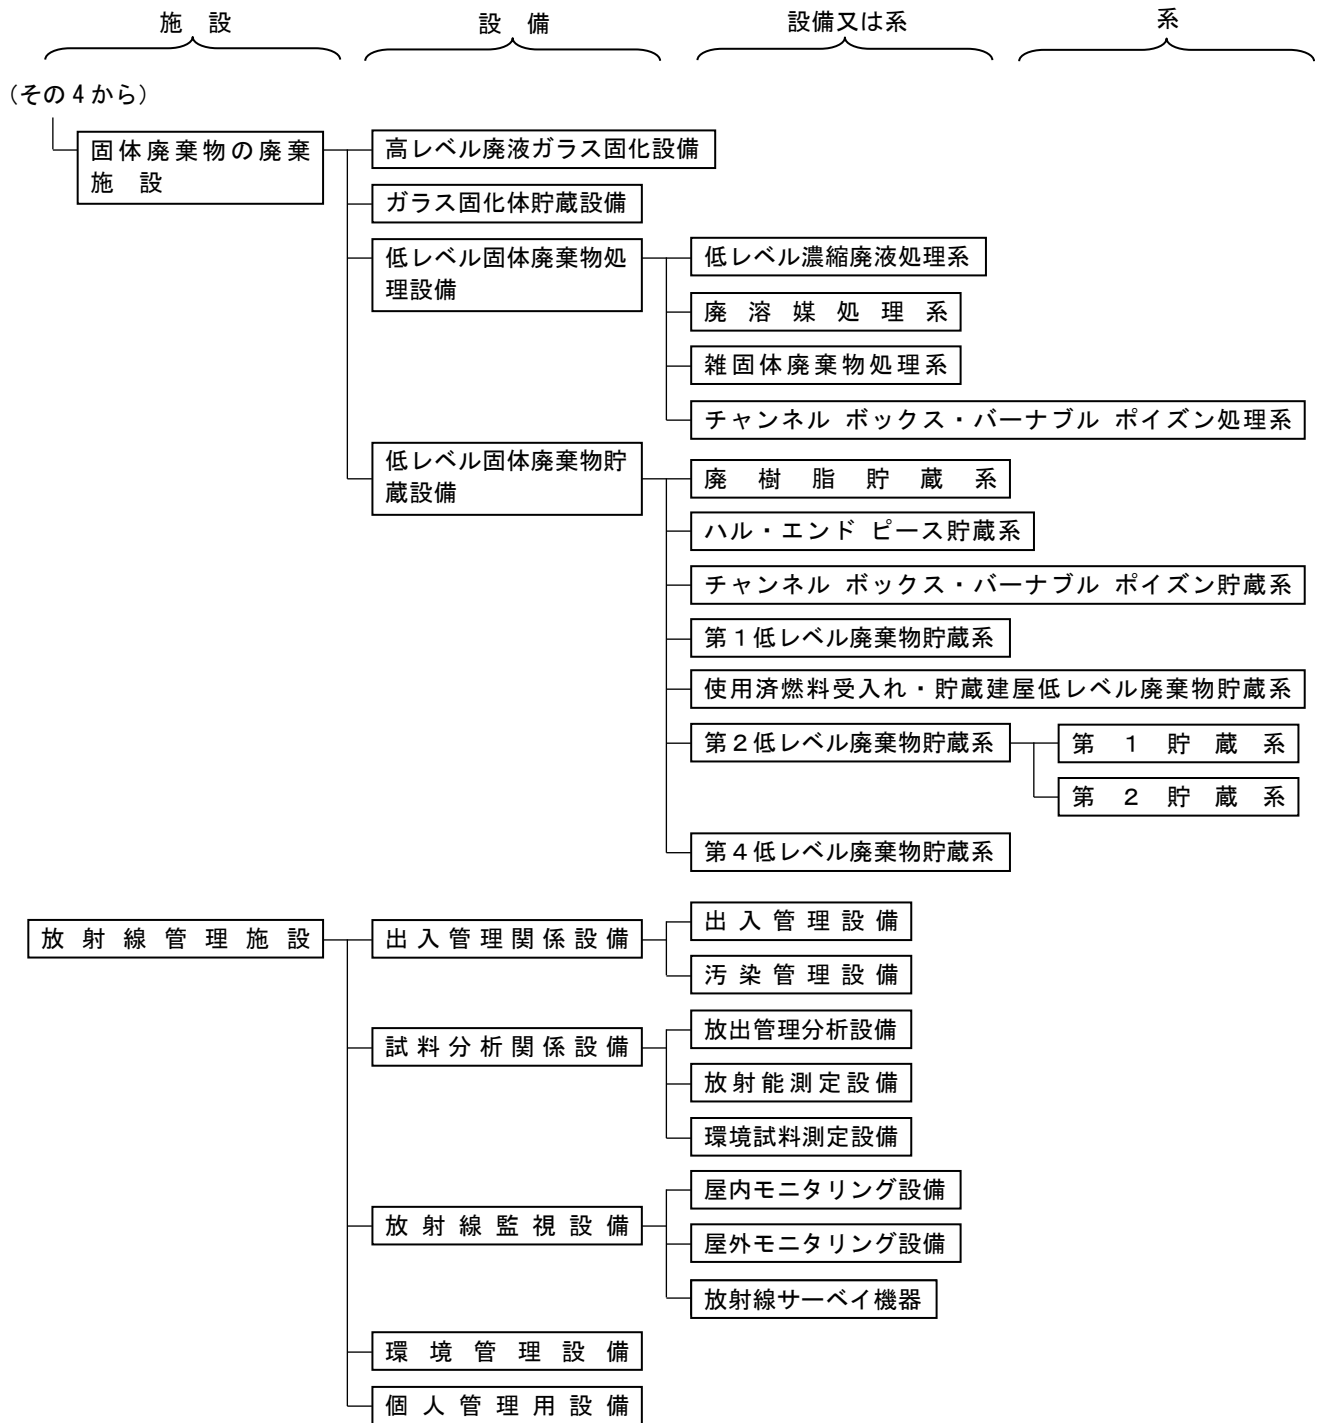 施 設
設 備
設備又は系
系
(その4から)
固体廃棄物の廃棄
施 設
高レベル廃液ガラス固化設備
ガラス固化体貯蔵設備
低レベル固体廃棄物処
理設備
低レベル濃縮廃液処理系
廃溶媒処理系
雑固体廃棄物処理系
チャンネル ボックス・バーナブル ポイズン処理系
低レベル固体廃棄物貯
蔵設備
廃樹脂貯蔵系
ハル・エンド ピース貯蔵系
チャンネル ボックス・バーナブル ポイズン貯蔵系
第1低レベル廃棄物貯蔵系
使用済燃料受入れ・貯蔵建屋低レベル廃棄物貯蔵系
第2低レベル廃棄物貯蔵系
第1貯蔵系
第2貯蔵系
第4低レベル廃棄物貯蔵系
放射線管理施設
出入管理関係設備
出入管理設備
汚染管理設備
試料分析関係設備
放出管理分析設備
放射能測定設備
環境試料測定設備
放射線監視設備
屋内モニタリング設備
屋外モニタリング設備
放射線サーベイ機器
環境管理設備
個人管理用設備